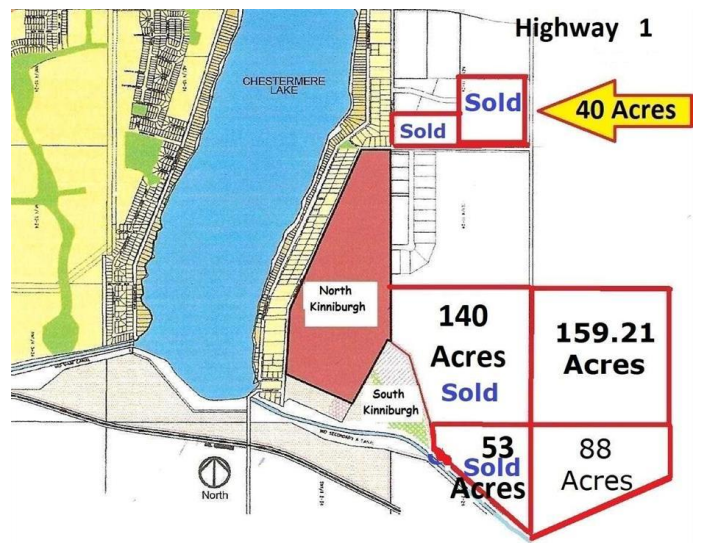 Highway 1
CHESTERMERE
LAKE
Sold
40 Acres
Sold
North
Kinniburgh
140
Acres
Sold
159.21
Acres
South
Kinniburgh
53
Sold
Acres
88
Acres
North